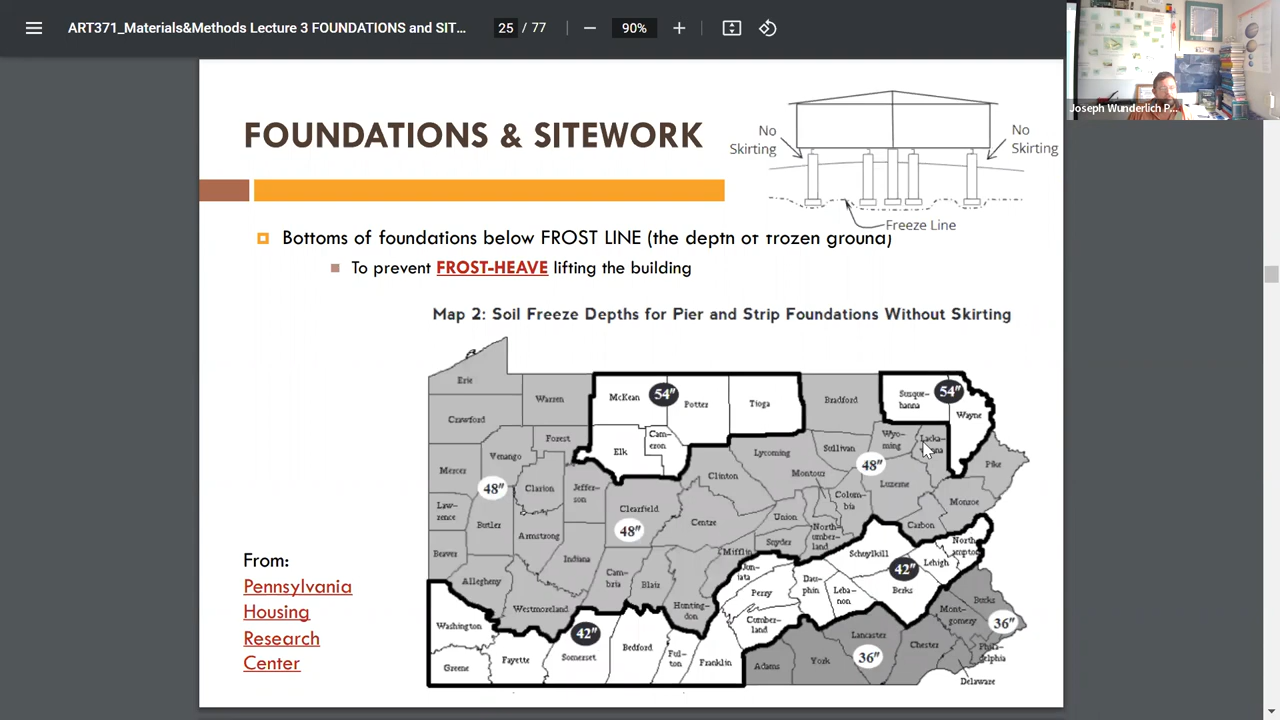 ART371_Materials&Methods Lecture 3 FOUNDATIONS and SIT...
25 / 77
90%
Joseph Wunderlich P...
FOUNDATIONS & SITEWORK
No
Skirting
No
Skirting
Freeze Line
Bottoms of foundations below FROST LINE (the depth of frozen ground)
To prevent FROST-HEAVE lifting the building
Map 2: Soil Freeze Depths for Pier and Strip Foundations Without Skirting
Erie
Crawford
Warren
McKean
54"
Potter
Tioga
Bradford
Susque-
hanna
54"
Wayne
Mercer
Venango
Forest
Elk
Cam-
eron
Lycoming
Sullivan
Wyo-
ming
Lacka-
Pike
48"
Clarion
Jeffer-
son
Clinton
Montour
48"
Luzerne
Monroe
Law-
rence
Butler
Armstrong
Clearfield
48"
Centre
Union
Colum-
bia
Carbon
Beaver
Indiana
Snyder
North-
umber-
land
Mifflin
Schuylkill
North-
ampton
Allegheny
Cam-
bria
Blair
Jun-
iata
Perry
Dau-
phin
Leba-
non
42"
Berks
Lehigh
Westmoreland
Hunting-
don
Cumber-
land
Bucks
Mont-
gomery
36"
Washington
42"
Greene
Fayette
Somerset
Bedford
Ful-
ton
Franklin
Adams
York
Lancaster
36"
Chester
Phila-
delphia
Delaware
From:
Pennsylvania
Housing
Research
Center